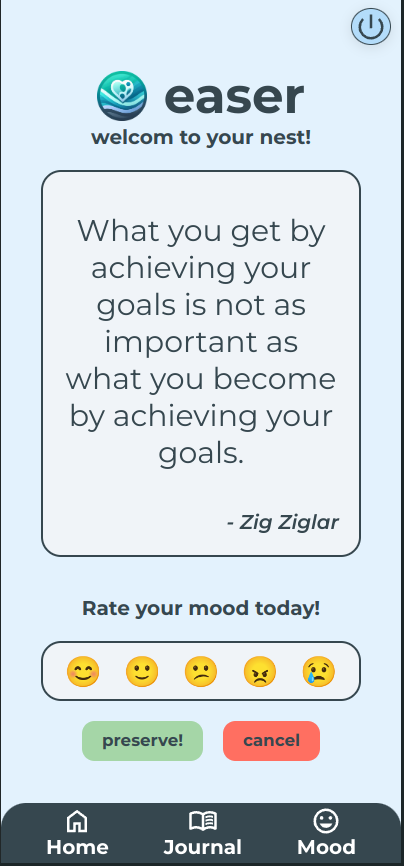 easer
welcom to your nest!
What you get by
achieving your
goals is not as
important as
what you become
by achieving your
goals.
- Zig Ziglar
Rate your mood today!
preserve!
cancel
Home
Journal
Mood